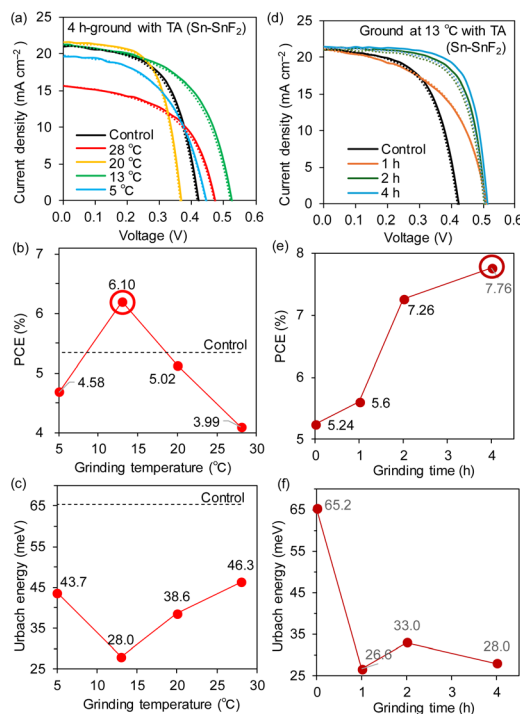 (a)
4 h-ground with TA (Sn-SnF2)
Current density (mA cm−2)
25
20
15
10
5
0
Control
28 °C
20 °C
13 °C
5 °C
0.0 0.1 0.2 0.3 0.4 0.5 0.6
Voltage (V)
(d)
Ground at 13 °C with TA
(Sn-SnF2)
Current density (mA cm−2)
25
20
15
10
5
0
Control
1 h
2 h
4 h
0.0 0.1 0.2 0.3 0.4 0.5 0.6
Voltage (V)
(b)
PCE (%)
7
6
5
4
6.10
Control
4.58
5.02
3.99
5 10 15 20 25 30
Grinding temperature (°C)
(e)
PCE (%)
8
7
6
5
7.76
7.26
5.6
5.24
0 1 2 3 4 5
Grinding time (h)
(c)
Urbach energy (meV)
65
55
45
35
25
Control
43.7
28.0
38.6
46.3
5 10 15 20 25 30
Grinding temperature (°C)
(f)
Urbach energy (meV)
65
55
45
35
25
65.2
26.6
33.0
28.0
0 1 2 3 4 5
Grinding time (h)